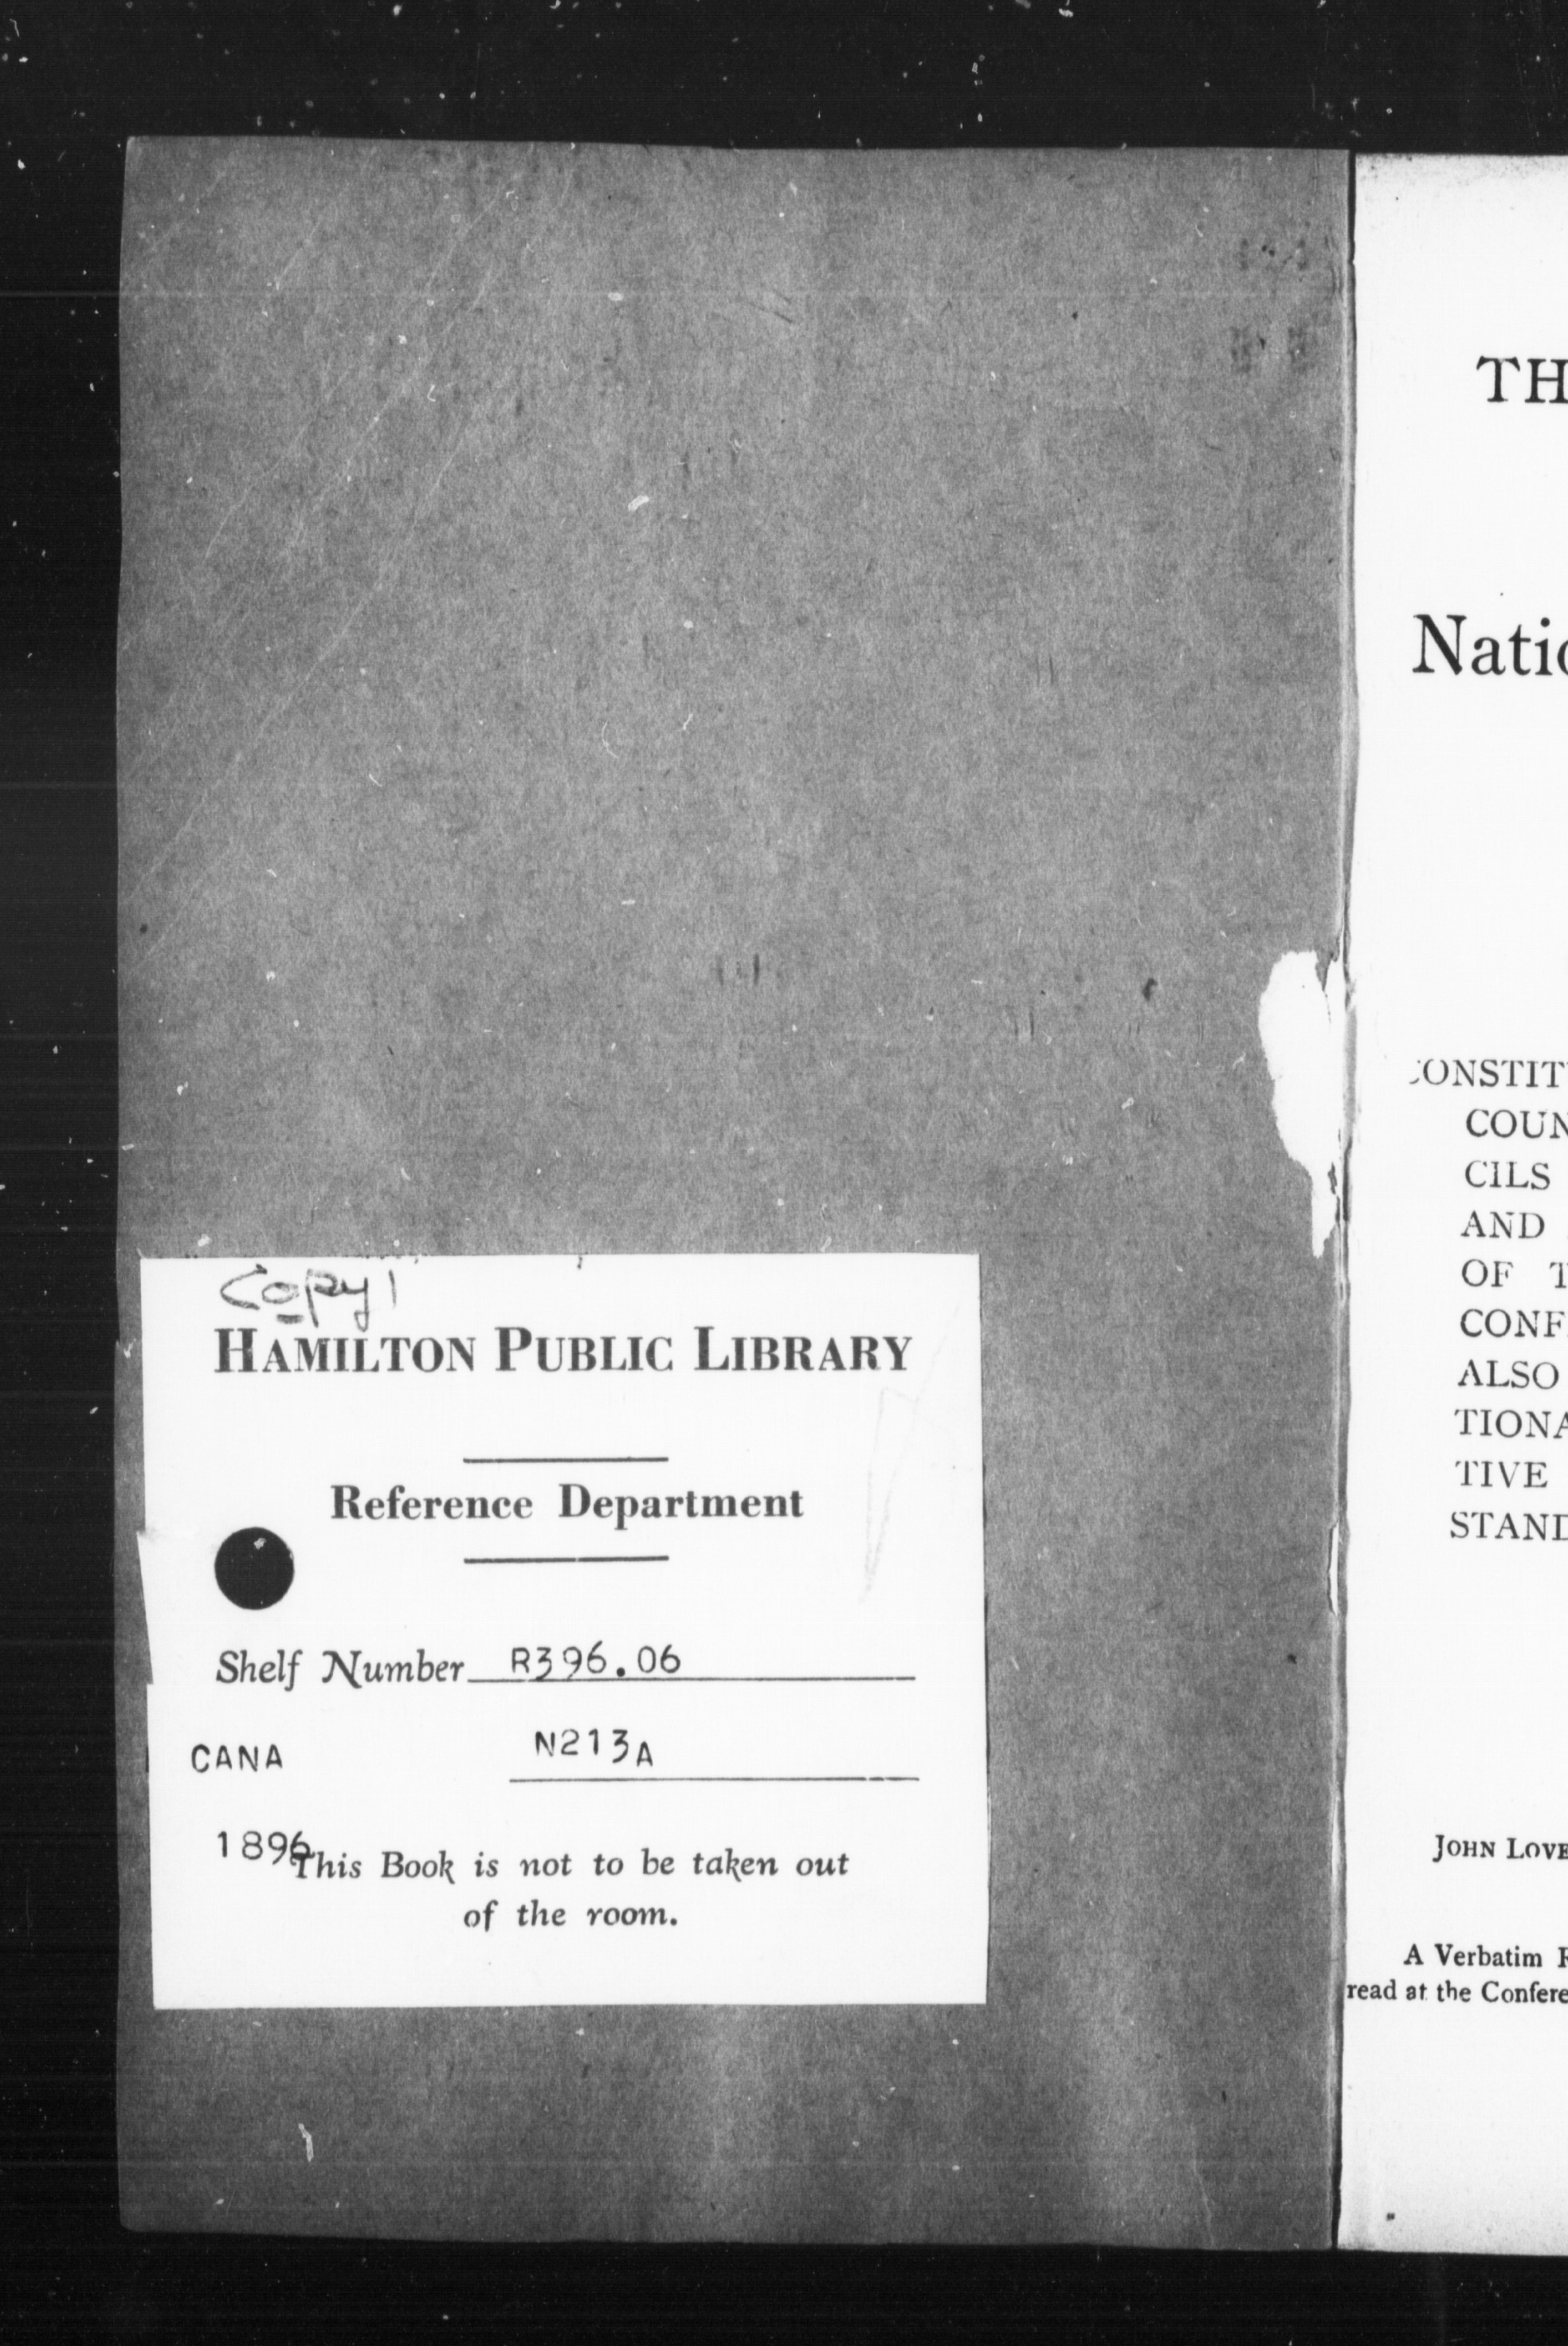 Copy 1
HAMILTON PUBLIC LIBRARY
Reference Department
Shelf Number R396.06
CANA N213A
1896
This Book is not to be taken out
of the room.
TH
Natio
CONSTIT
COUN
CILS
AND
OF T
CONF
ALSO
TIONA
TIVE
STAND
JOHN LOVE
A Verbatim R
read at the Confere